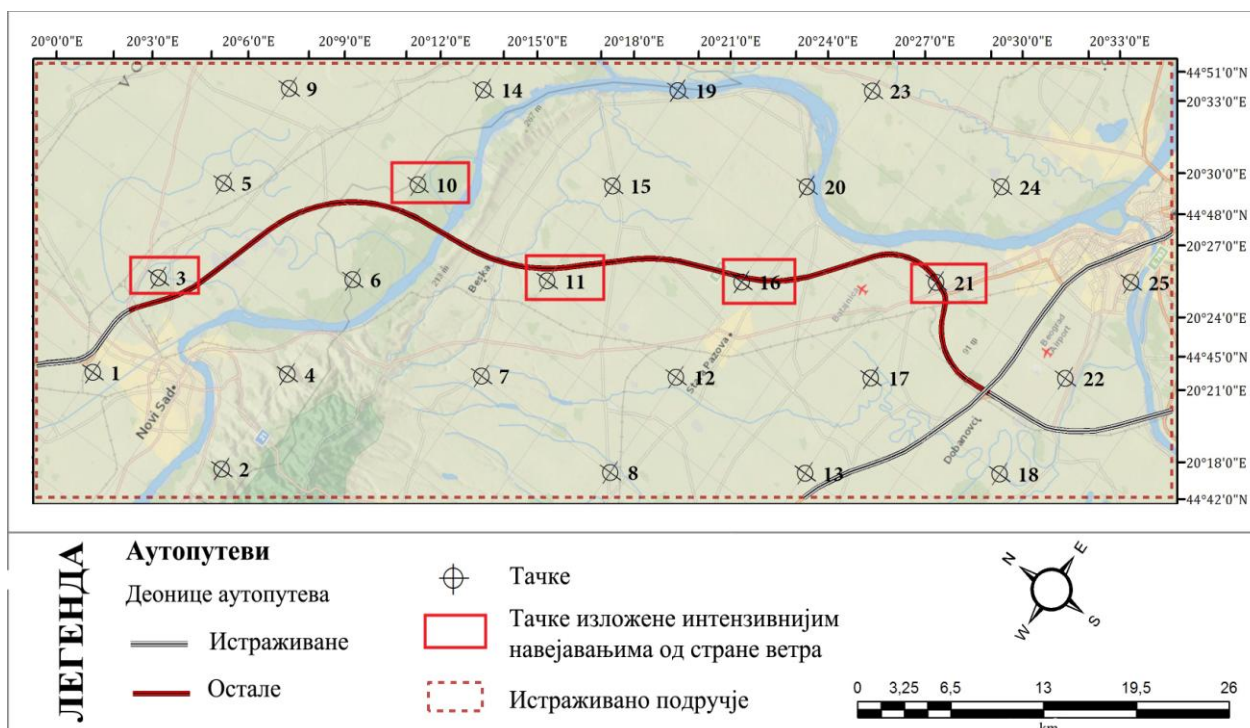 20°0'0"E 20°3'0"E 20°6'0"E 20°9'0"E 20°12'0"E 20°15'0"E 20°18'0"E 20°21'0"E 20°24'0"E 20°27'0"E 20°30'0"E 20°33'0"E
44°51'0"N
20°33'0"E
20°30'0"E
44°48'0"N
20°27'0"E
20°24'0"E
44°45'0"N
20°21'0"E
20°18'0"E
44°42'0"N
9 14 19 23
207 m
5 10 15 20 24
3 6 11 16 21 25
213 m
Beška
Batajnica
91 m
Beograd
Airport
1 4 7 12 17 22
Novi Sad
Stara Pazova
Dobanovci
2 8 13 18
ЛЕГЕНДА
Аутопутеви
Деонице аутопутева
Истраживане
Остале
Тачке
Тачке изложене интензивнијим
навејавањима од стране ветра
Истраживано подручје
N E
W S
0 3,25 6,5 13 19,5 26
km